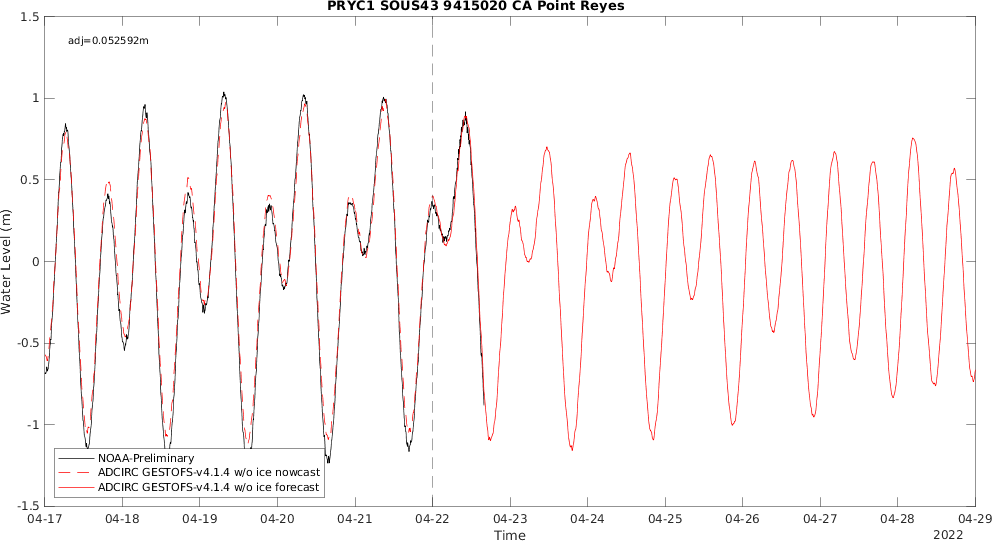 PRYC1 SOUS43 9415020 CA Point Reyes
adj=0.052592m
1.5
1
0.5
0
-0.5
-1
-1.5
Water Level (m)
NOAA-Preliminary
ADCIRC GESTOFS-v4.1.4 w/o ice nowcast
ADCIRC GESTOFS-v4.1.4 w/o ice forecast
04-17 04-18 04-19 04-20 04-21 04-22 04-23 04-24 04-25 04-26 04-27 04-28 04-29
Time
2022